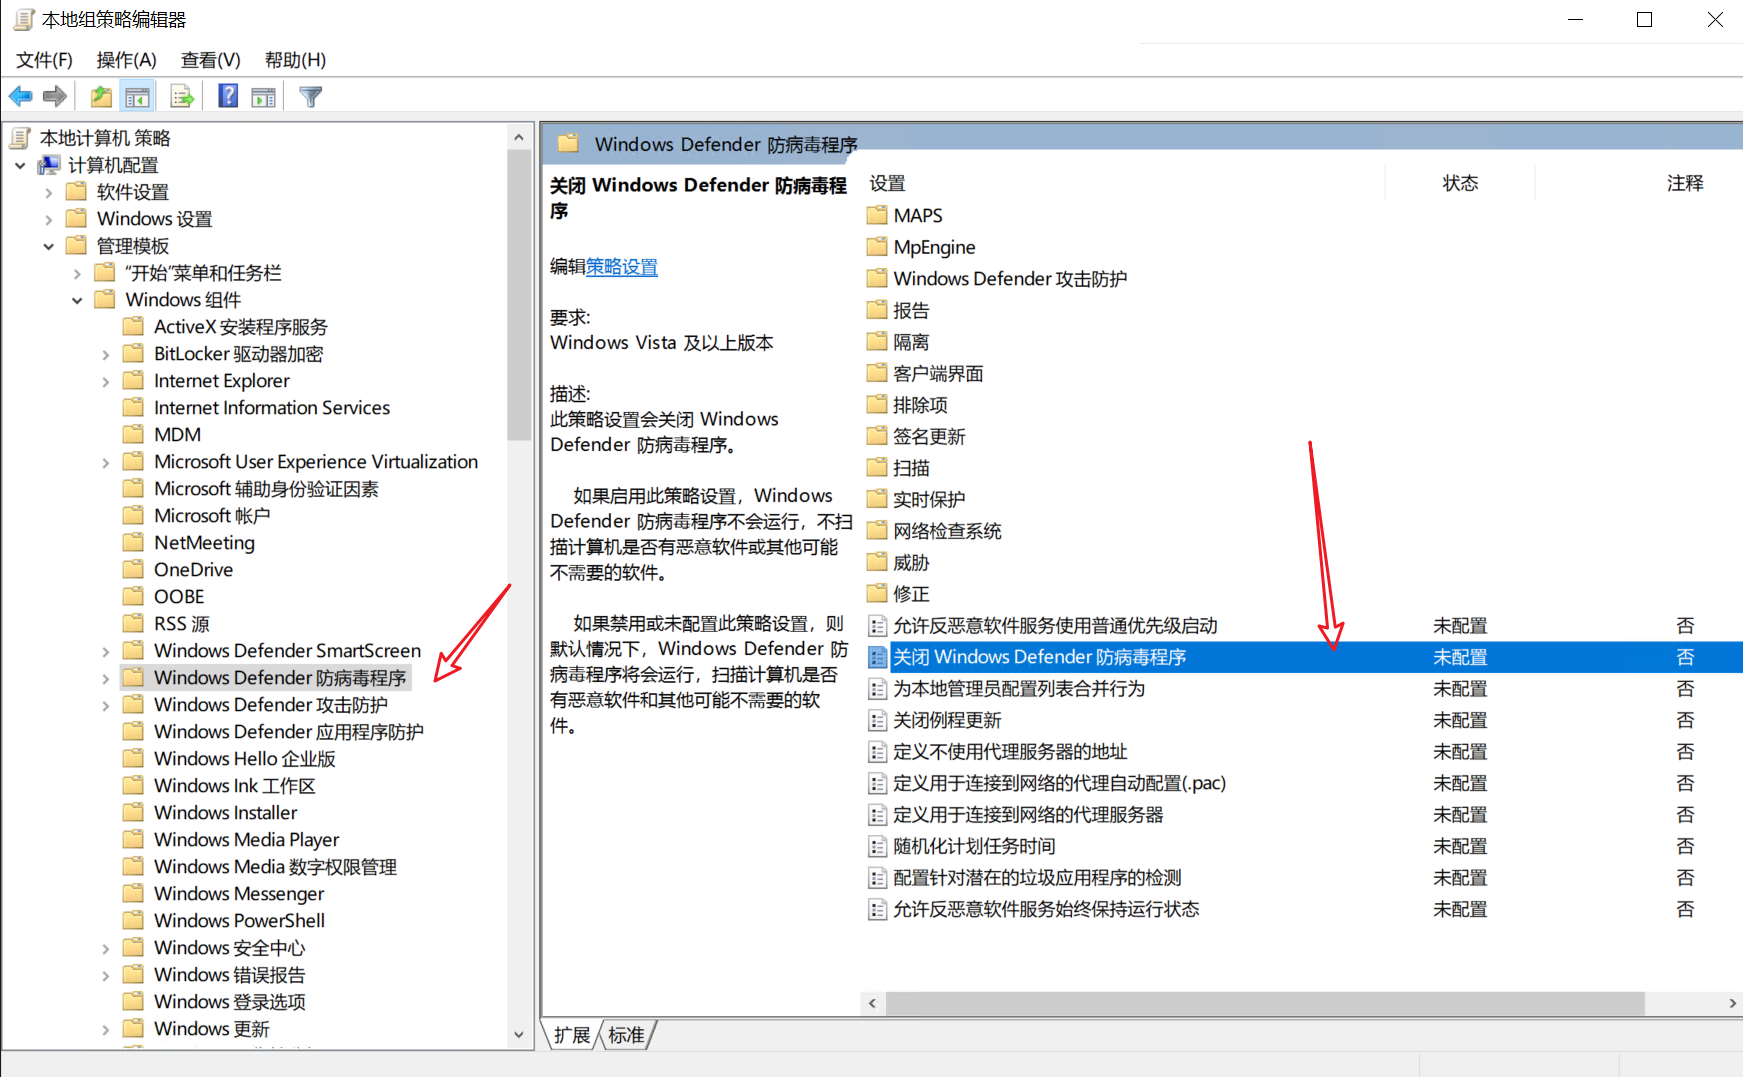 本地组策略编辑器
文件(F) 操作(A) 查看(V) 帮助(H)
本地计算机 策略
计算机配置
软件设置
Windows 设置
管理模板
“开始”菜单和任务栏
Windows 组件
ActiveX 安装程序服务
BitLocker 驱动器加密
Internet Explorer
Internet Information Services
MDM
Microsoft User Experience Virtualization
Microsoft 辅助身份验证因素
Microsoft 帐户
NetMeeting
OneDrive
OOBE
RSS 源
Windows Defender SmartScreen
Windows Defender 防病毒程序
Windows Defender 攻击防护
Windows Defender 应用程序防护
Windows Hello 企业版
Windows Ink 工作区
Windows Installer
Windows Media Player
Windows Media 数字权限管理
Windows Messenger
Windows PowerShell
Windows 安全中心
Windows 错误报告
Windows 登录选项
Windows 更新
Windows Defender 防病毒程序
关闭 Windows Defender 防病毒程
序
编辑策略设置
要求:
Windows Vista 及以上版本
描述:
此策略设置会关闭 Windows
Defender 防病毒程序。
如果启用此策略设置，Windows
Defender 防病毒程序不会运行，不扫
描计算机是否有恶意软件或其他可能
不需要的软件。
如果禁用或未配置此策略设置，则
默认情况下，Windows Defender 防
病毒程序将会运行，扫描计算机是否
有恶意软件和其他可能不需要的软
件。
设置 状态 注释
MAPS
MpEngine
Windows Defender 攻击防护
报告
隔离
客户端界面
排除项
签名更新
扫描
实时保护
网络检查系统
威胁
修正
允许反恶意软件服务使用普通优先级启动 未配置 否
关闭 Windows Defender 防病毒程序 未配置 否
为本地管理员配置列表合并行为 未配置 否
关闭例程更新 未配置 否
定义不使用代理服务器的地址 未配置 否
定义用于连接到网络的代理自动配置(.pac) 未配置 否
定义用于连接到网络的代理服务器 未配置 否
随机化计划任务时间 未配置 否
配置针对潜在的垃圾应用程序的检测 未配置 否
允许反恶意软件服务始终保持运行状态 未配置 否
扩展 标准